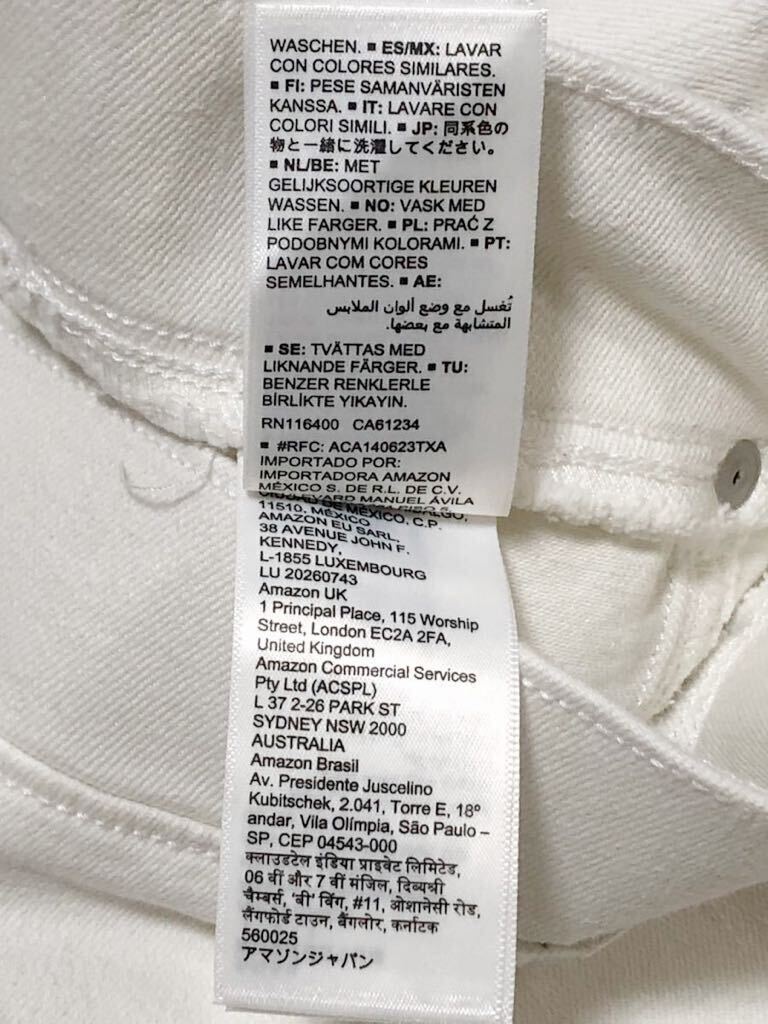 WASCHEN. ■ ES/MX: LAVAR
CON COLORES SIMILARES.
■ FI: PESE SAMANVÄRISTEN
KANSSA. ■ IT: LAVARE CON
COLORI SIMILI. ■ JP: 同系色の
物と一緒に洗濯してください。
■ NL/BE: MET
GELIJKSOORTIGE KLEUREN
WASSEN. ■ NO: VASK MED
LIKE FARGER. ■ PL: PRAĆ Z
PODOBNYMI KOLORAMI. ■ PT:
LAVAR COM CORES
SEMELHANTES. ■ AE:
تُغسل مع وضع ألوان الملابس
المتشابهة مع بعضها.
■ SE: TVÄTTAS MED
LIKNANDE FÄRGER. ■ TU:
BENZER RENKLERLE
BİRLİKTE YIKAYIN.
RN116400 CA61234
■ #RFC: ACA140623TXA
IMPORTADO POR:
IMPORTADORA AMAZON
MÉXICO S. DE R.L. DE C.V.
MANUEL ÁVILA
DE MÉXICO, C.P.
11510, MÉXICO
AMAZON EU SARL,
38 AVENUE JOHN F.
KENNEDY,
L-1855 LUXEMBOURG
LU 20260743
Amazon UK
1 Principal Place, 115 Worship
Street, London EC2A 2FA,
United Kingdom
Amazon Commercial Services
Pty Ltd (ACSPL)
L 37 2-26 PARK ST
SYDNEY NSW 2000
AUSTRALIA
Amazon Brasil
Av. Presidente Juscelino
Kubitschek, 2.041, Torre E, 18º
andar, Vila Olímpia, São Paulo –
SP, CEP 04543-000
क्लाउडटेल इंडिया प्राइवेट लिमिटेड,
06 वीं और 7 वीं मंजिल, दिव्यश्री
चैम्बर्स, 'बी' विंग, #11, ओशानेसी रोड,
लैंगफोर्ड टाउन, बैंगलोर, कर्नाटक
560025
アマゾンジャパン